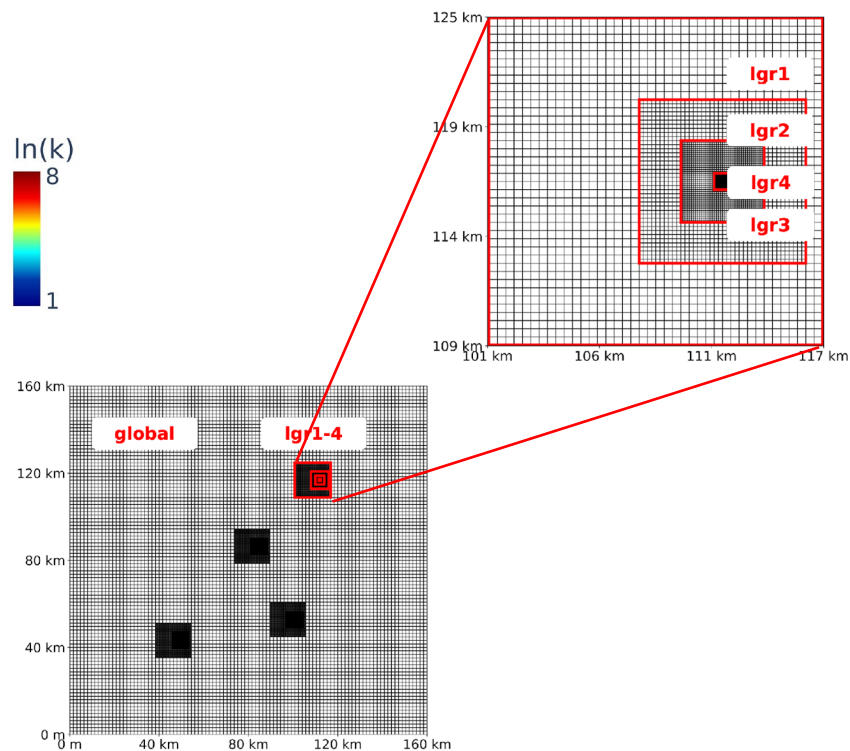 125 km
lgr1
119 km
lgr2
lgr4
lgr3
114 km
109 km
101 km 106 km 111 km 117 km
ln(k)
8
1
160 km
global lgr1-4
120 km
80 km
40 km
0 m
0 m 40 km 80 km 120 km 160 km